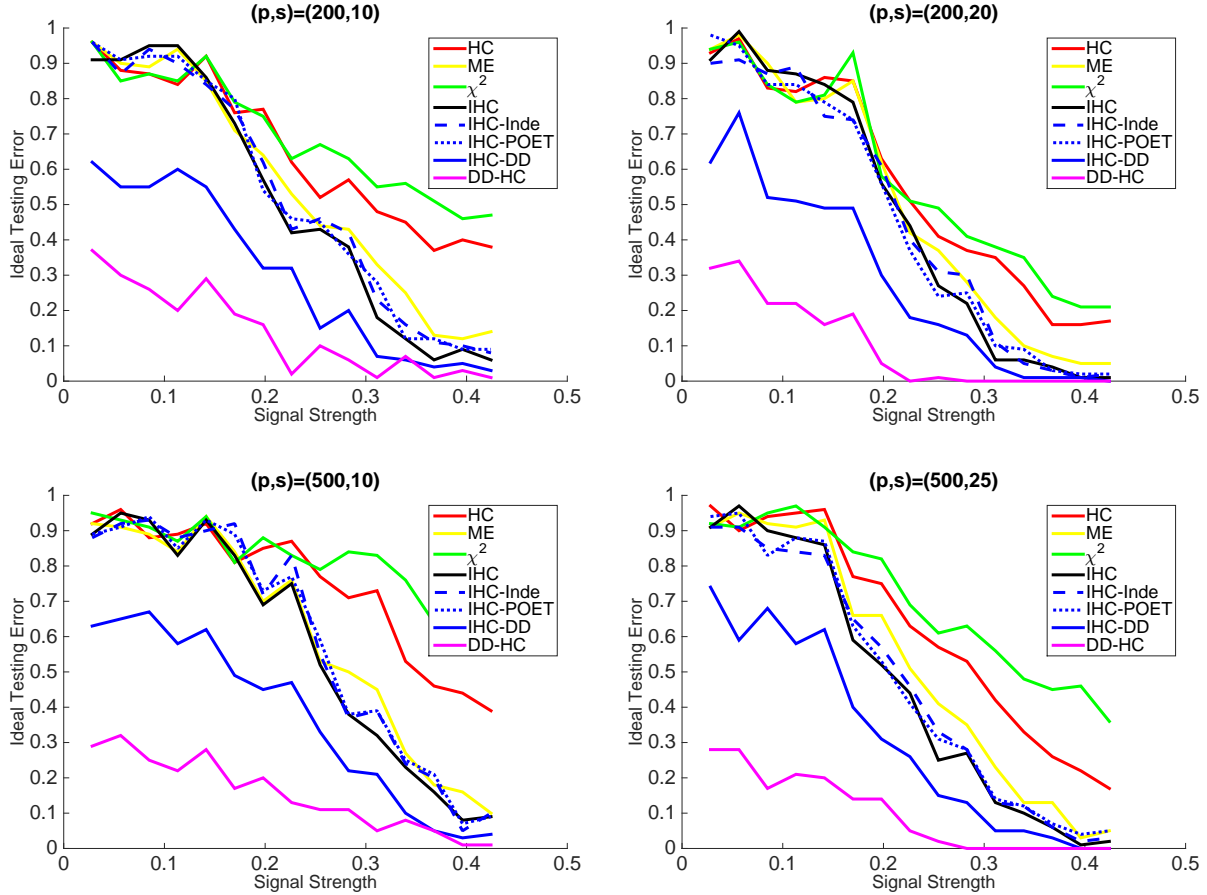 (p,s)=(200,10)
Ideal Testing Error
1
0.9
0.8
0.7
0.6
0.5
0.4
0.3
0.2
0.1
0
0 0.1 0.2 0.3 0.4 0.5
Signal Strength
HC
ME
χ²
IHC
IHC-Inde
IHC-POET
IHC-DD
DD-HC
(p,s)=(200,20)
Ideal Testing Error
1
0.9
0.8
0.7
0.6
0.5
0.4
0.3
0.2
0.1
0
0 0.1 0.2 0.3 0.4 0.5
Signal Strength
HC
ME
χ²
IHC
IHC-Inde
IHC-POET
IHC-DD
DD-HC
(p,s)=(500,10)
Ideal Testing Error
1
0.9
0.8
0.7
0.6
0.5
0.4
0.3
0.2
0.1
0
0 0.1 0.2 0.3 0.4 0.5
Signal Strength
HC
ME
χ²
IHC
IHC-Inde
IHC-POET
IHC-DD
DD-HC
(p,s)=(500,25)
Ideal Testing Error
1
0.9
0.8
0.7
0.6
0.5
0.4
0.3
0.2
0.1
0
0 0.1 0.2 0.3 0.4 0.5
Signal Strength
HC
ME
χ²
IHC
IHC-Inde
IHC-POET
IHC-DD
DD-HC